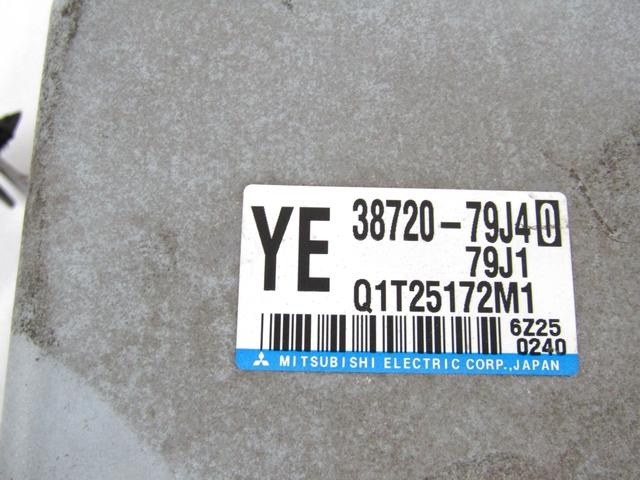 YE 38720-79J40
79J1
Q1T25172M1
6Z25
0240
MITSUBISHI ELECTRIC CORP.,JAPAN